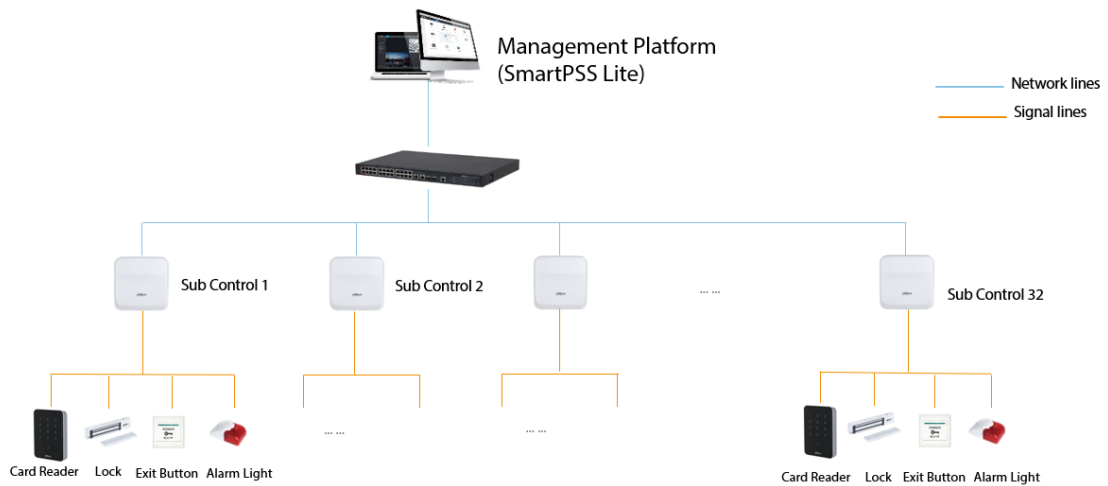 Management Platform
(SmartPSS Lite)
Network lines
Signal lines
Sub Control 1
Sub Control 2
... ...
Sub Control 32
... ...
... ...
Card Reader
Lock
Exit Button
Alarm Light
Card Reader
Lock
Exit Button
Alarm Light